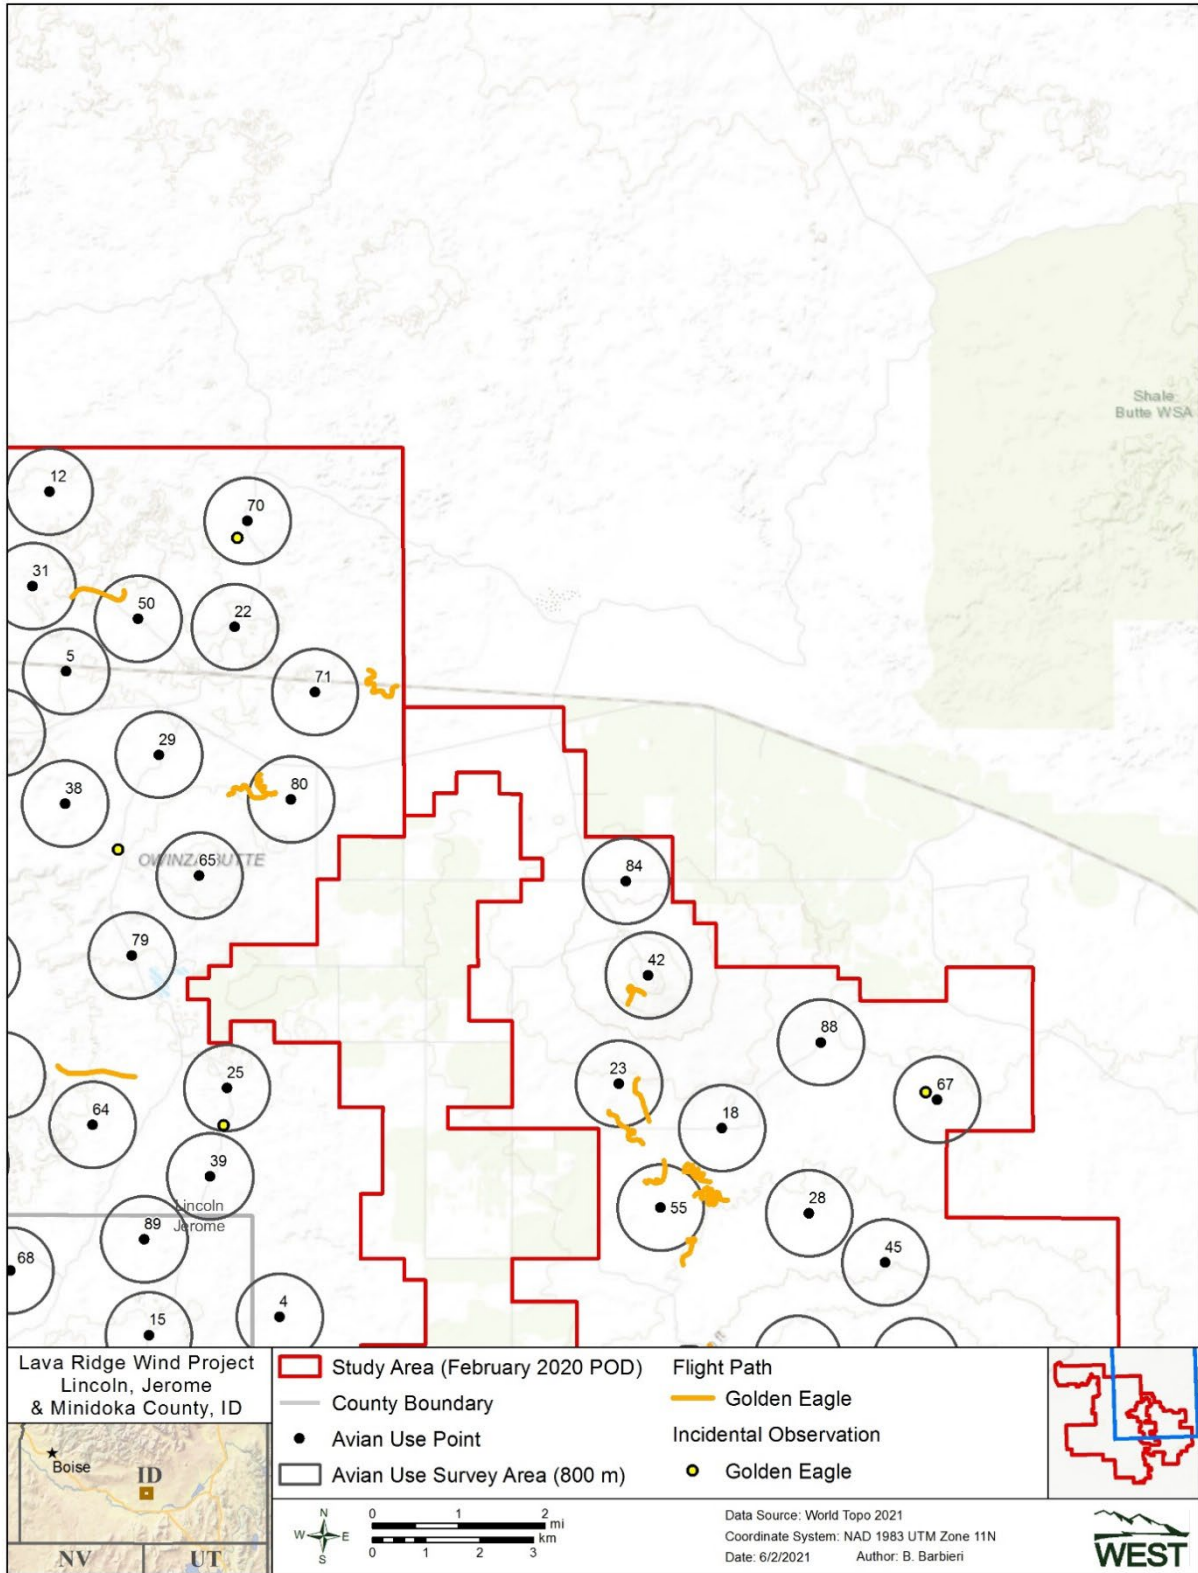 Shale
Butte WSA
12
70
31
50
22
5
71
29
38
80
OWINZA BUTTE
65
84
79
42
88
25
23
67
64
18
39
Lincoln
Jerome
55
28
89
68
45
4
15
Lava Ridge Wind Project
Lincoln, Jerome
& Minidoka County, ID
Boise
ID
NV
UT
Study Area (February 2020 POD)
County Boundary
Avian Use Point
Avian Use Survey Area (800 m)
Flight Path
Golden Eagle
Incidental Observation
Golden Eagle
N
W
E
S
0 1 2
mi
km
0 1 2 3
Data Source: World Topo 2021
Coordinate System: NAD 1983 UTM Zone 11N
Date: 6/2/2021 Author: B. Barbieri
WEST